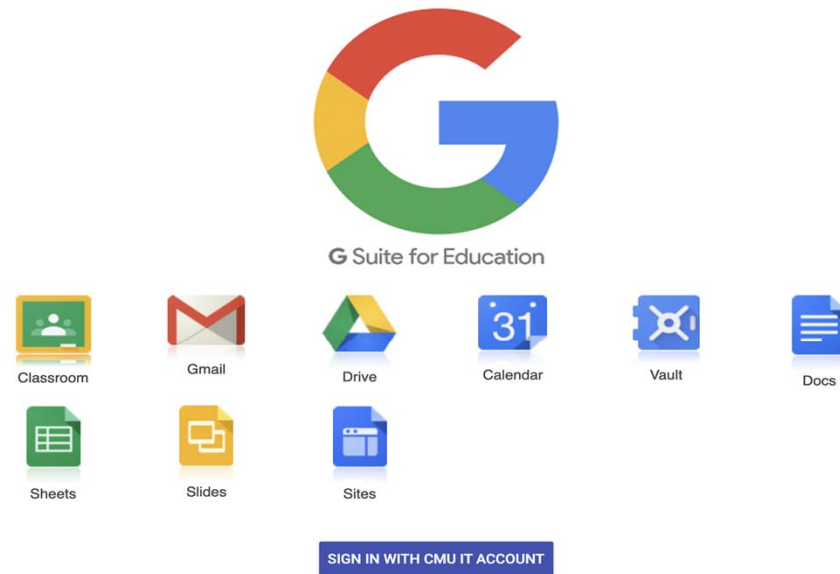 G Suite for Education
31
Classroom
Gmail
Drive
Calendar
Vault
Docs
Sheets
Slides
Sites
SIGN IN WITH CMU IT ACCOUNT